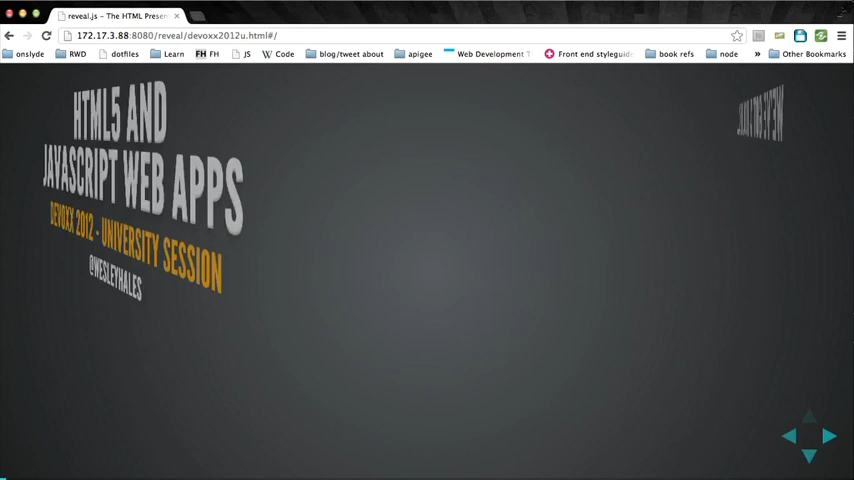 reveal.js – The HTML Presen
172.17.3.88:8080/reveal/devoxx2012u.html#/
onslyde RWD dotfiles Learn FH FH JS W Code blog/tweet about apigee Web Development T Front end styleguide book refs node » Other Bookmarks
HTML5 AND
JAVASCRIPT WEB APPS
DEVOXX 2012 - UNIVERSITY SESSION
@WESLEYHALES